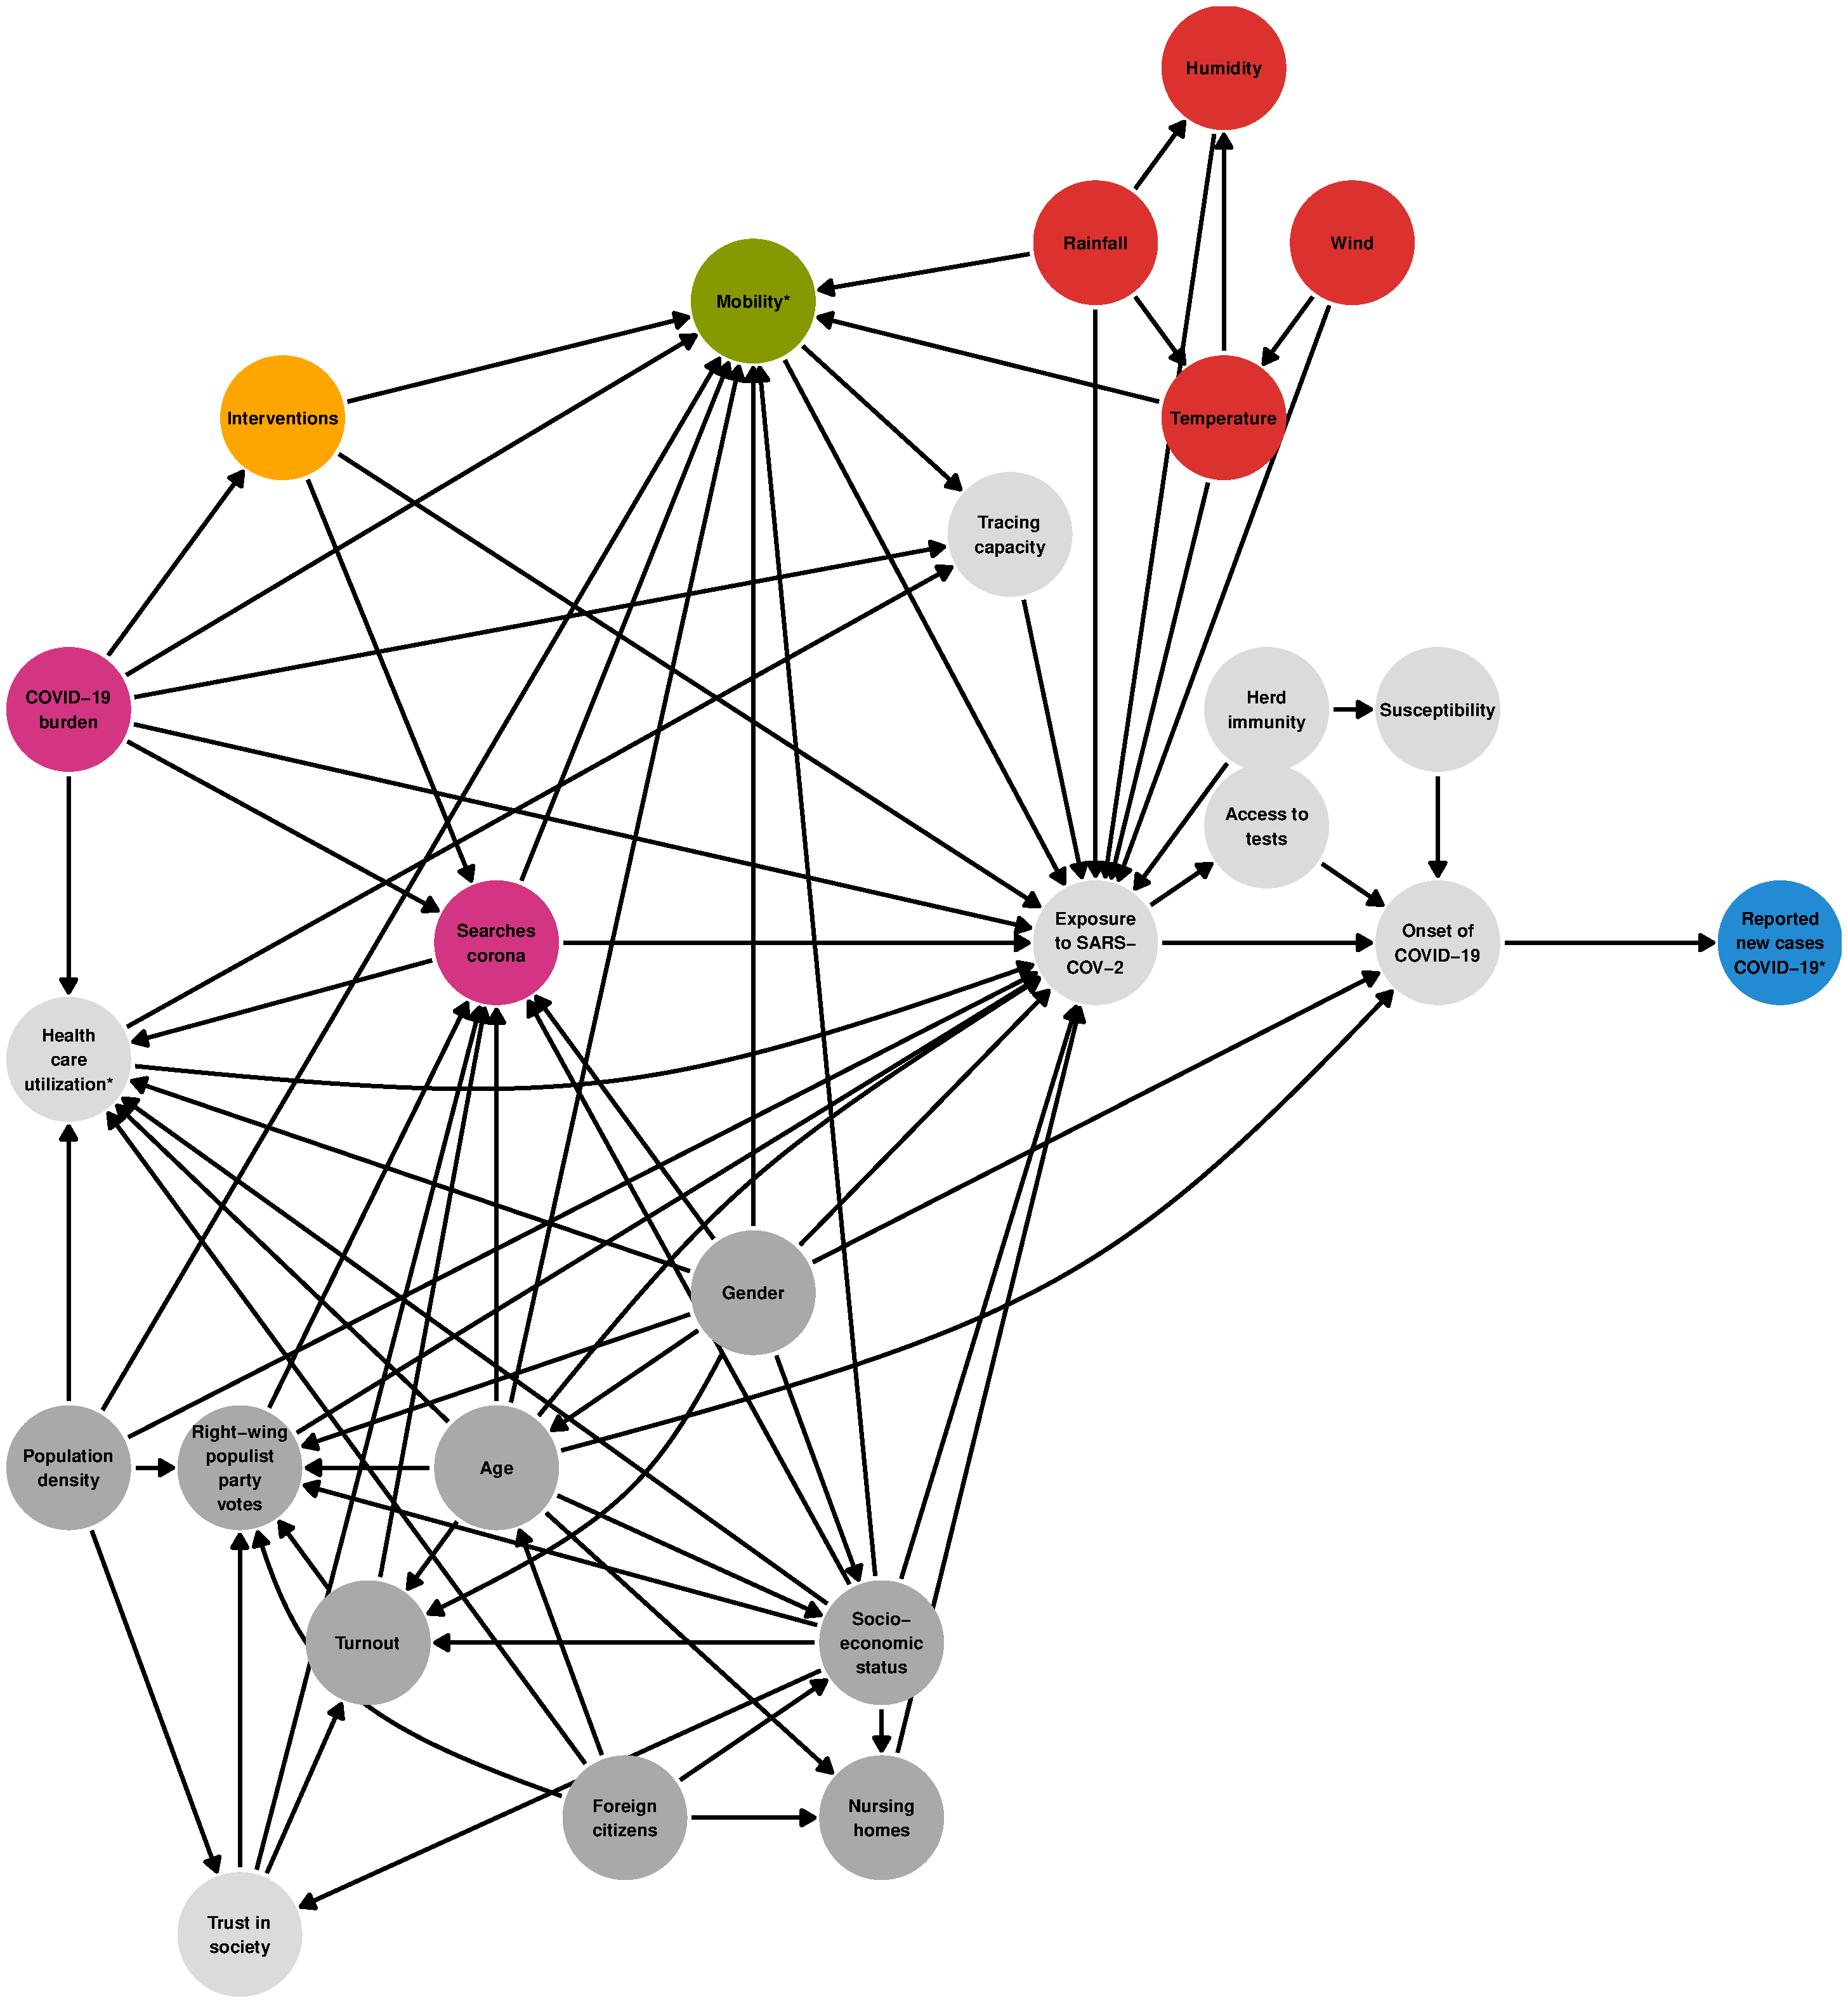 Humidity
Rainfall
Wind
Mobility*
Interventions
Temperature
Tracing
capacity
COVID−19
burden
Herd
immunity
Susceptibility
Access to
tests
Searches
corona
Exposure
to SARS−
COV−2
Onset of
COVID−19
Reported
new cases
COVID−19*
Health
care
utilization*
Gender
Population
density
Right−wing
populist
party
votes
Age
Turnout
Socio−
economic
status
Foreign
citizens
Nursing
homes
Trust in
society